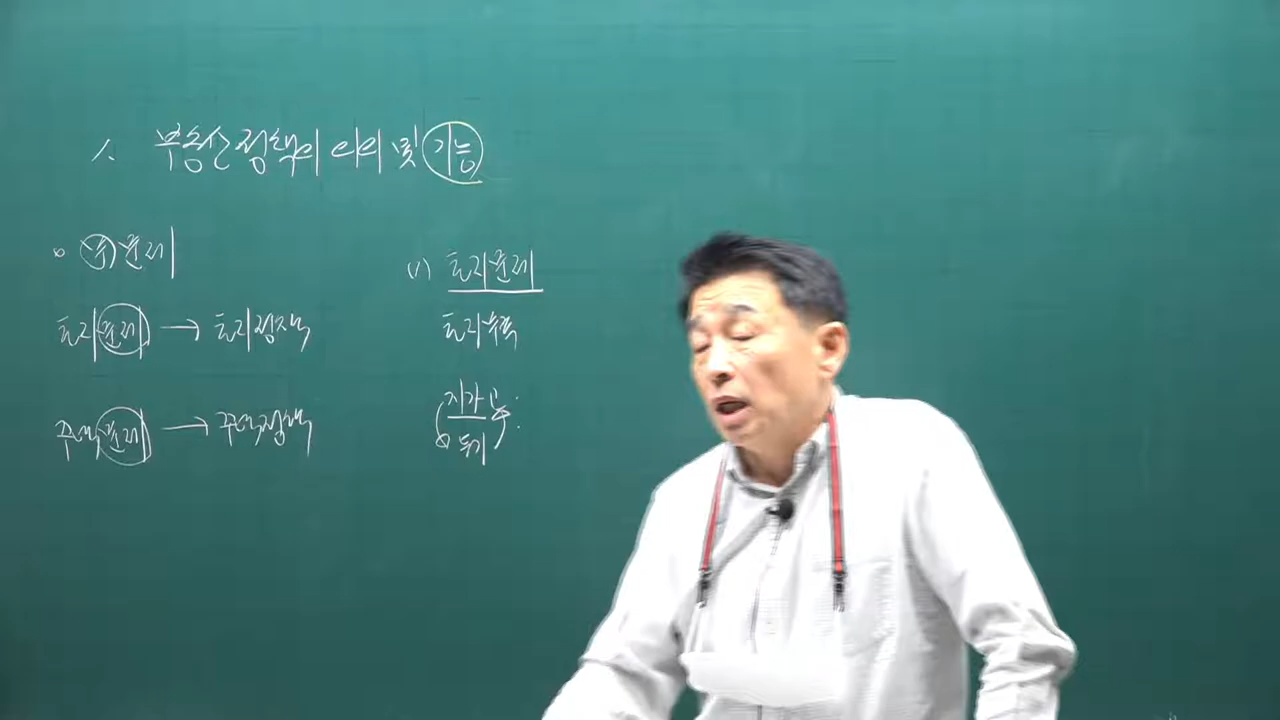 1. 부동산정책의 의의 및 기능
o 부 문제
토지문제 → 토지정책
주택문제 → 주택정책
(1) 토지문제
토지부족
지가
투기